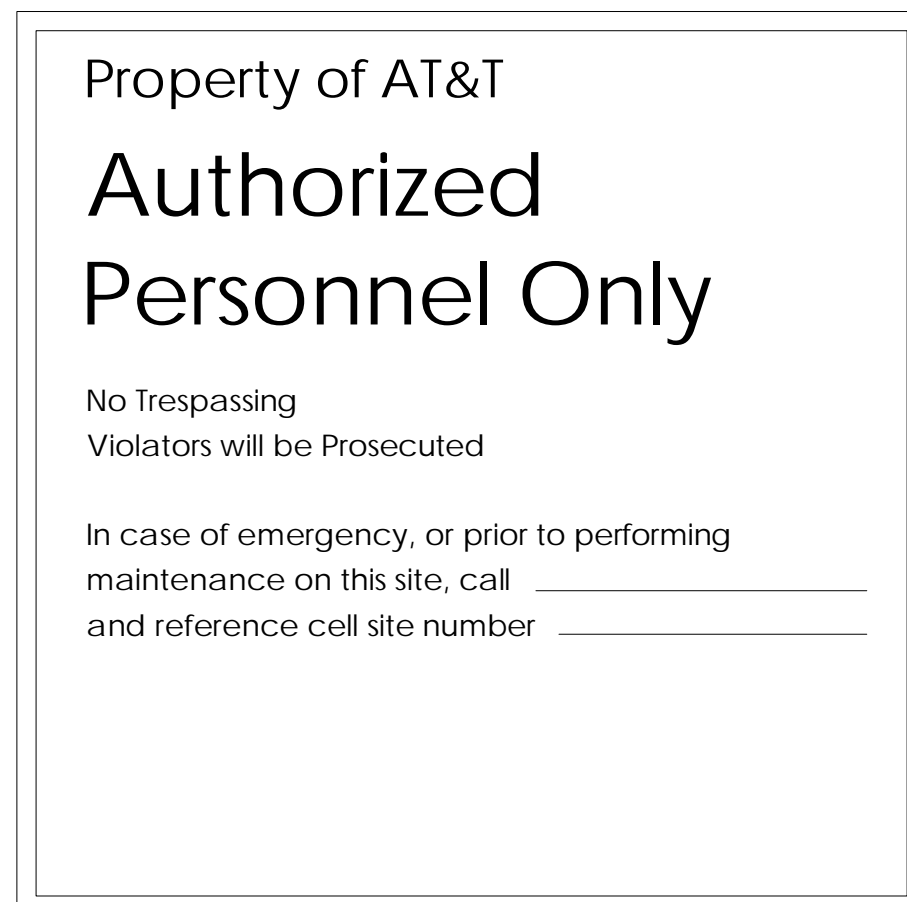 Property of AT&T
Authorized
Personnel Only
No Trespassing
Violators will be Prosecuted
In case of emergency, or prior to performing
maintenance on this site, call
and reference cell site number